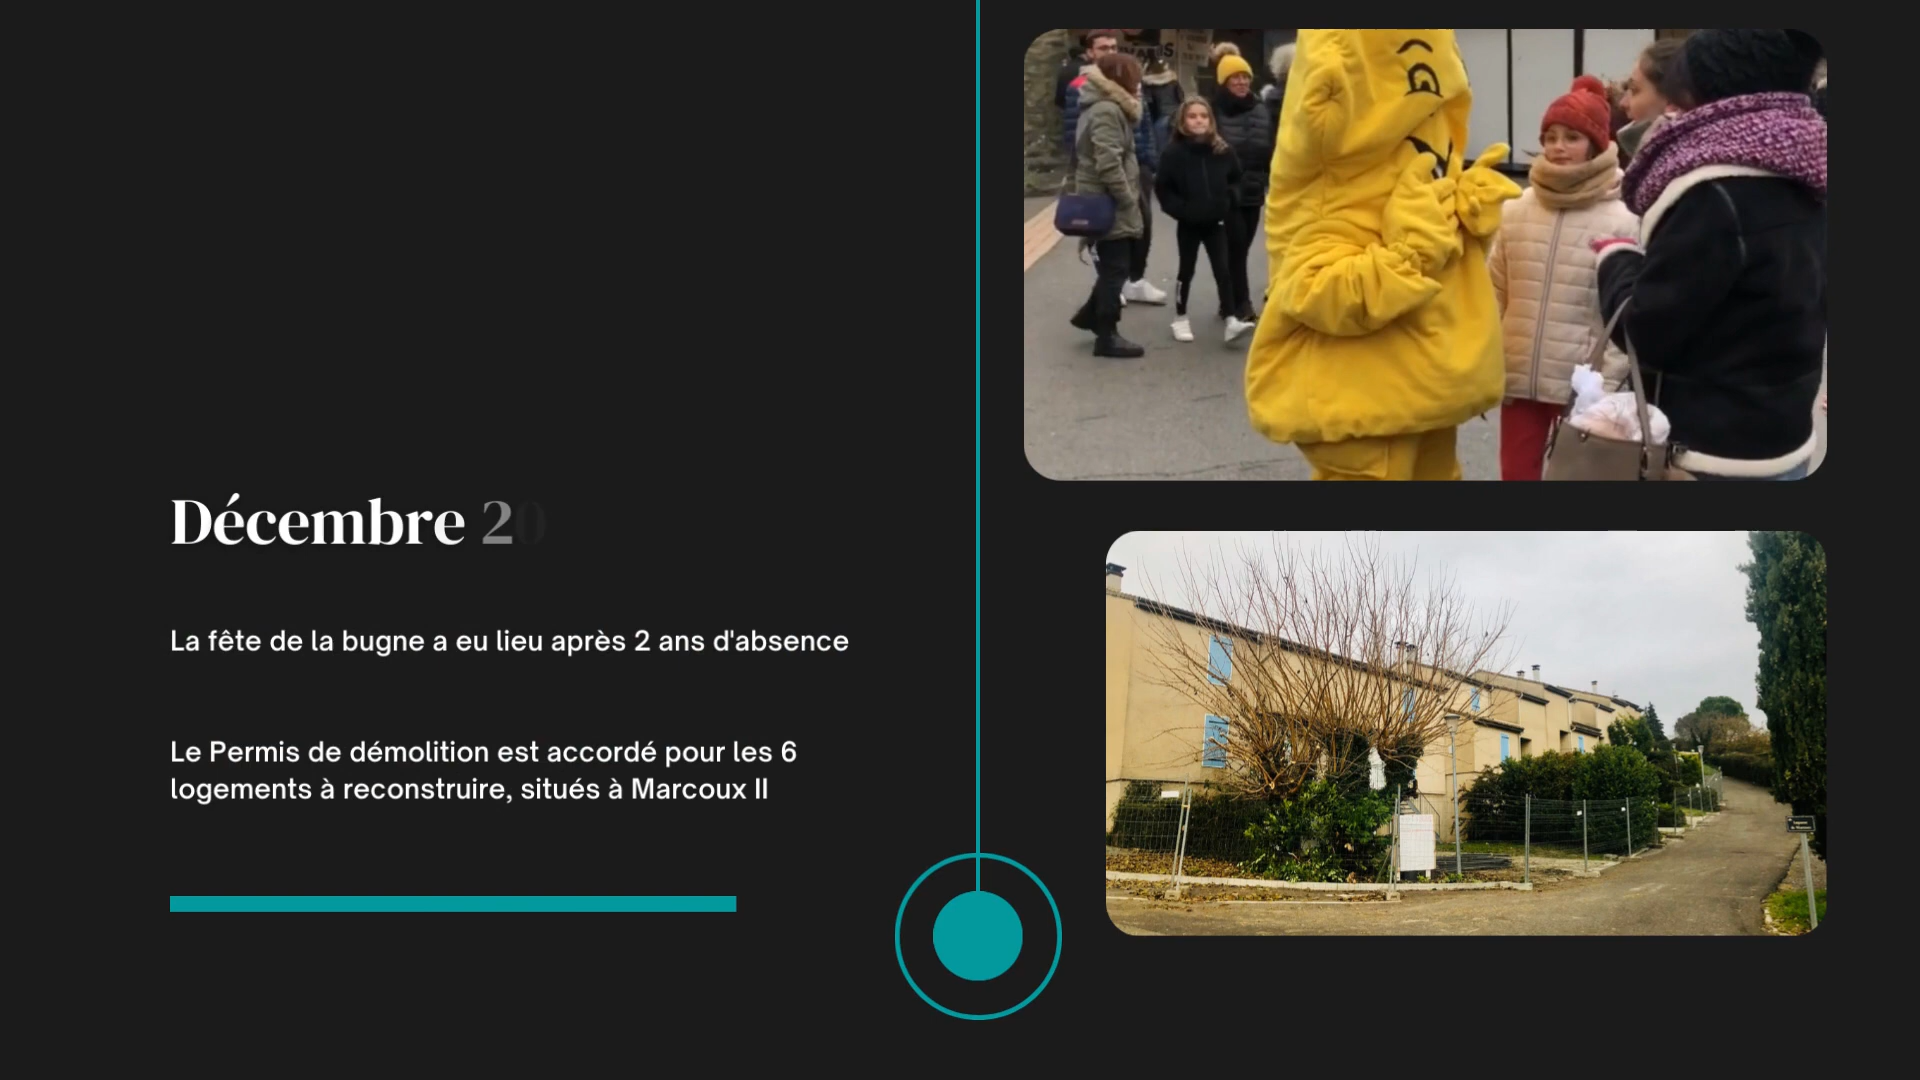 Décembre 20
La fête de la bugne a eu lieu après 2 ans d'absence
Le Permis de démolition est accordé pour les 6
logements à reconstruire, situés à Marcoux II